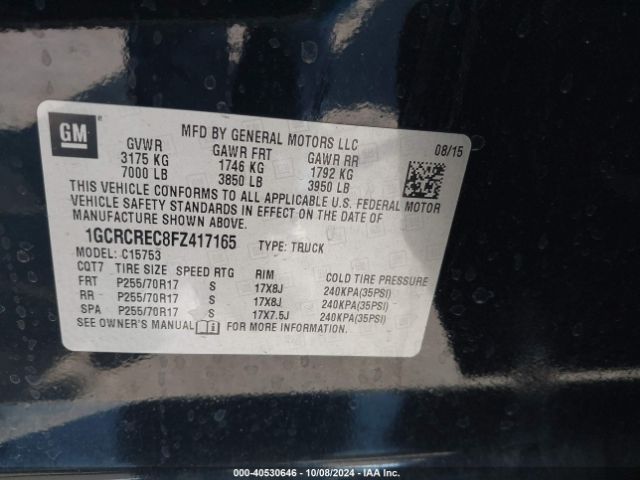 GM
MFD BY GENERAL MOTORS LLC
08/15
GVWR GAWR FRT GAWR RR
3175 KG 1746 KG 1792 KG
7000 LB 3850 LB 3950 LB
THIS VEHICLE CONFORMS TO ALL APPLICABLE U.S. FEDERAL MOTOR
VEHICLE SAFETY STANDARDS IN EFFECT ON THE DATE OF
MANUFACTURE SHOWN ABOVE.
1GCRCREC8FZ417165 TYPE: TRUCK
MODEL: C15753
CQT7 TIRE SIZE SPEED RTG RIM COLD TIRE PRESSURE
FRT P255/70R17 S 17X8J 240KPA(35PSI)
RR P255/70R17 S 17X8J 240KPA(35PSI)
SPA P255/70R17 S 17X7.5J 240KPA(35PSI)
SEE OWNER'S MANUAL i FOR MORE INFORMATION.
000-40530646 - 10/08/2024 - IAA Inc.